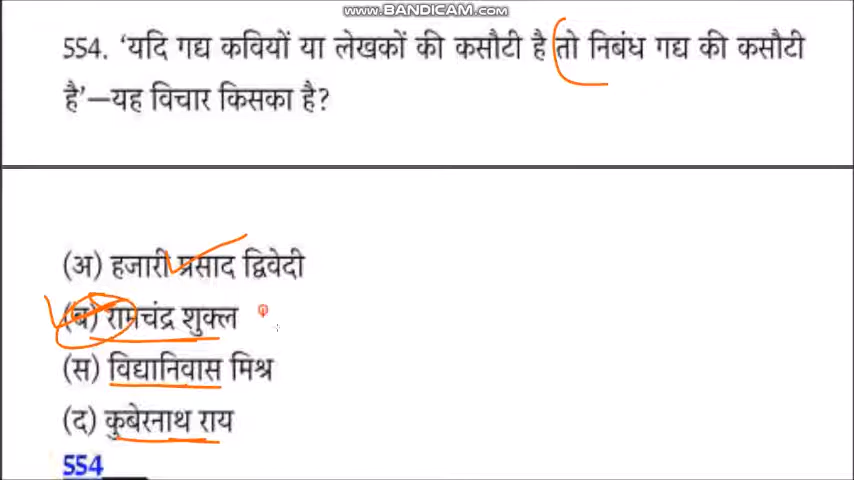 www.BANDICAM.com
554. ‘यदि गद्य कवियों या लेखकों की कसौटी है तो निबंध गद्य की कसौटी
है’—यह विचार किसका है?
(अ) हजारी प्रसाद द्विवेदी
(ब) रामचंद्र शुक्ल
(स) विद्यानिवास मिश्र
(द) कुबेरनाथ राय
554